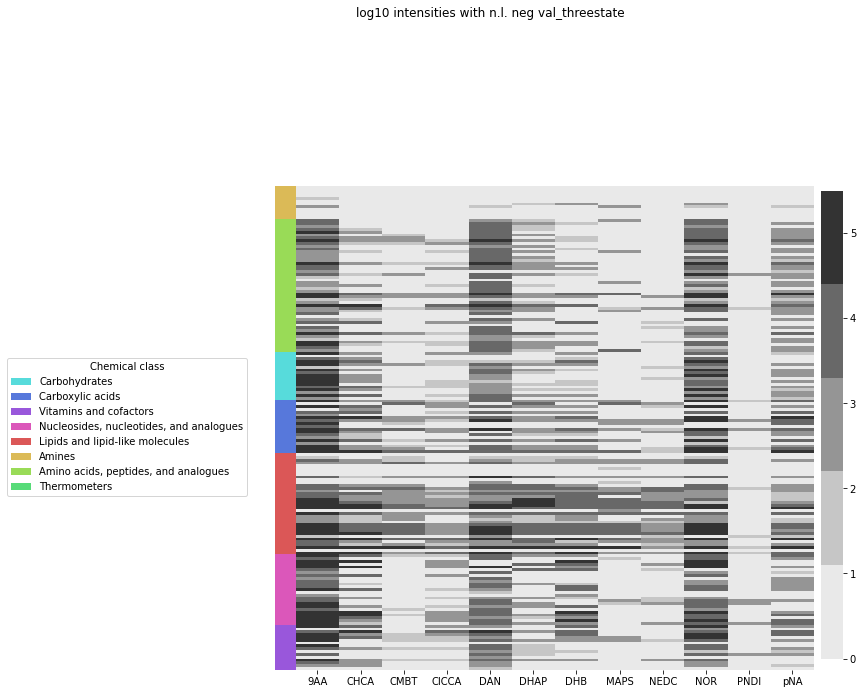 log10 intensities with n.l. neg val_threestate
5
4
3
2
1
0
Chemical class
Carbohydrates
Carboxylic acids
Vitamins and cofactors
Nucleosides, nucleotides, and analogues
Lipids and lipid-like molecules
Amines
Amino acids, peptides, and analogues
Thermometers
9AA CHCA CMBT ClCCA DAN DHAP DHB MAPS NEDC NOR PNDI pNA